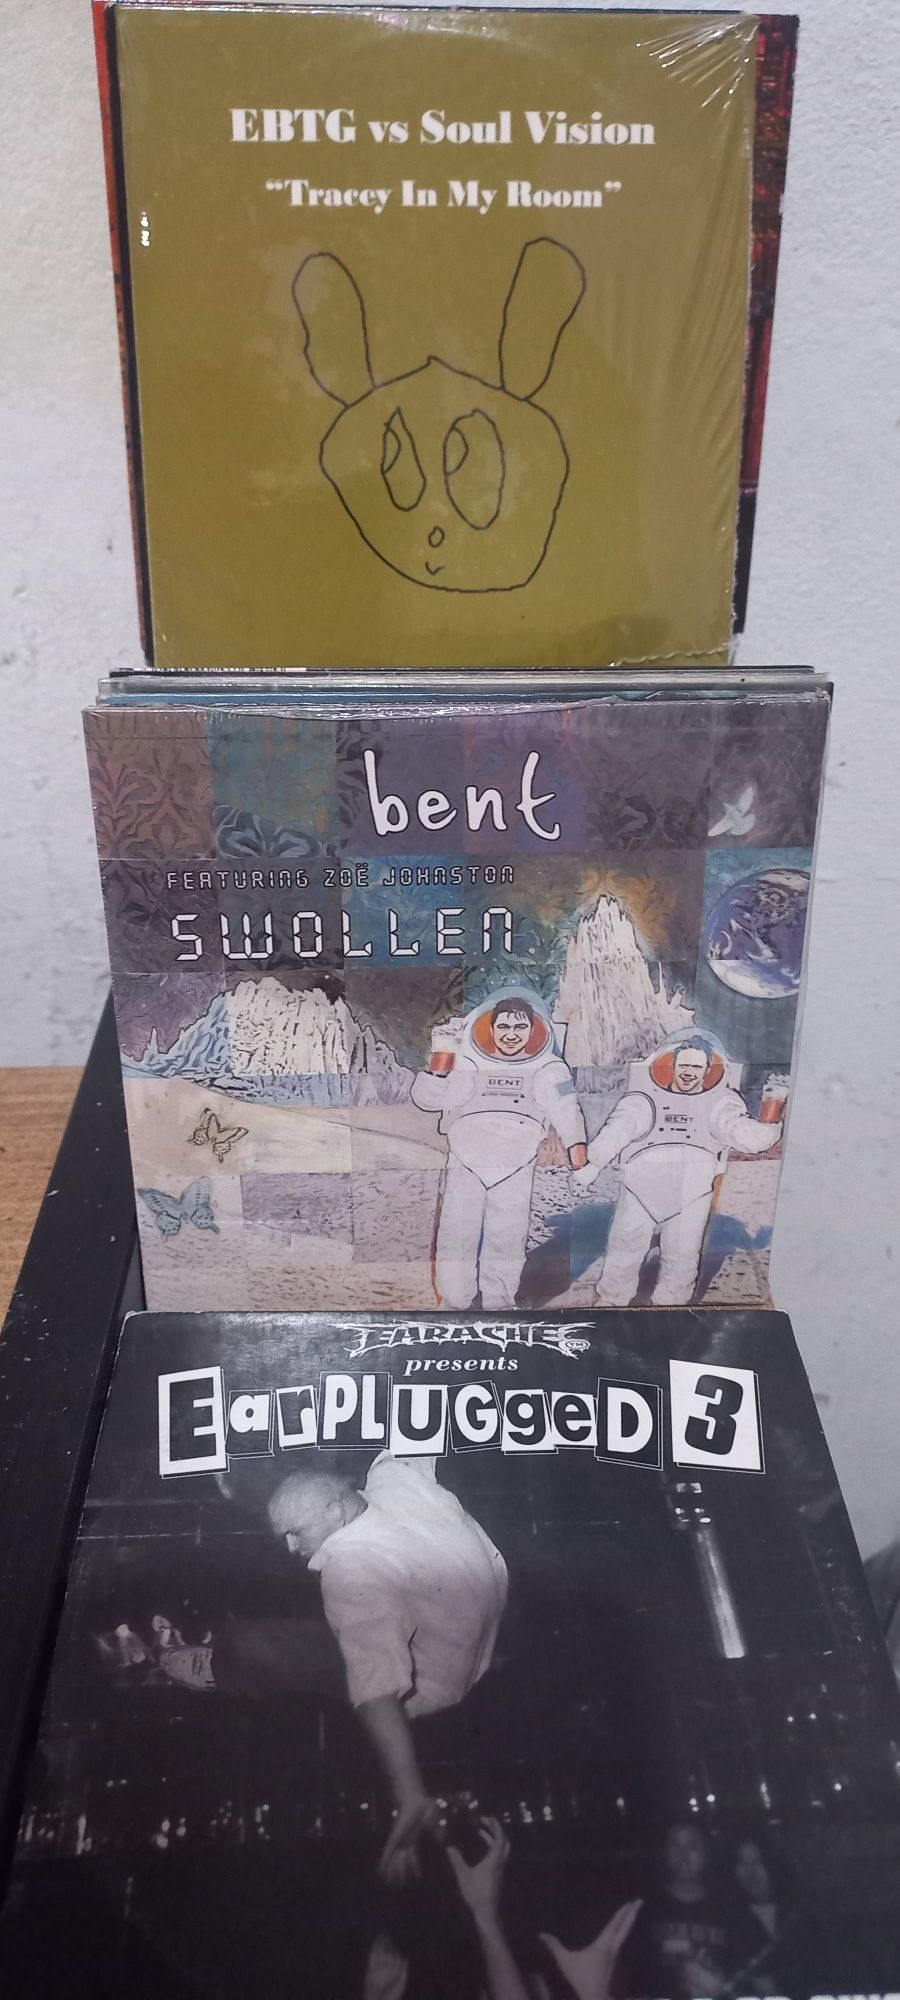 EBTG vs Soul Vision
“Tracey In My Room”
bent
FEATURING ZOË JOHNSTON
SWOLLEN
BENT
BENT
EARACHE TM
presents
EarPLUGgeD 3